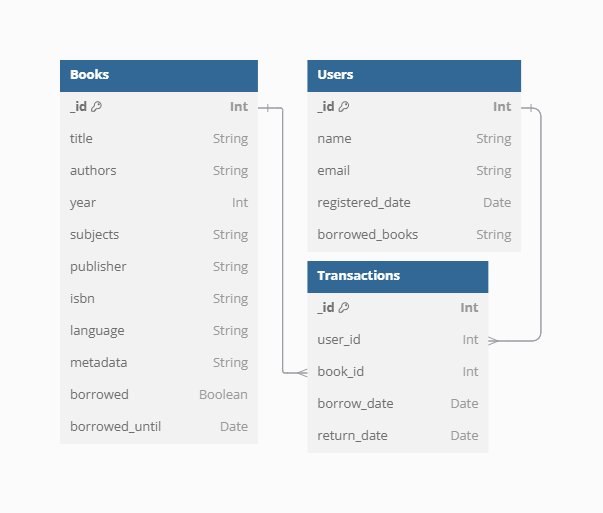 Books
_id Int
title String
authors String
year Int
subjects String
publisher String
isbn String
language String
metadata String
borrowed Boolean
borrowed_until Date
Users
_id Int
name String
email String
registered_date Date
borrowed_books String
Transactions
_id Int
user_id Int
book_id Int
borrow_date Date
return_date Date